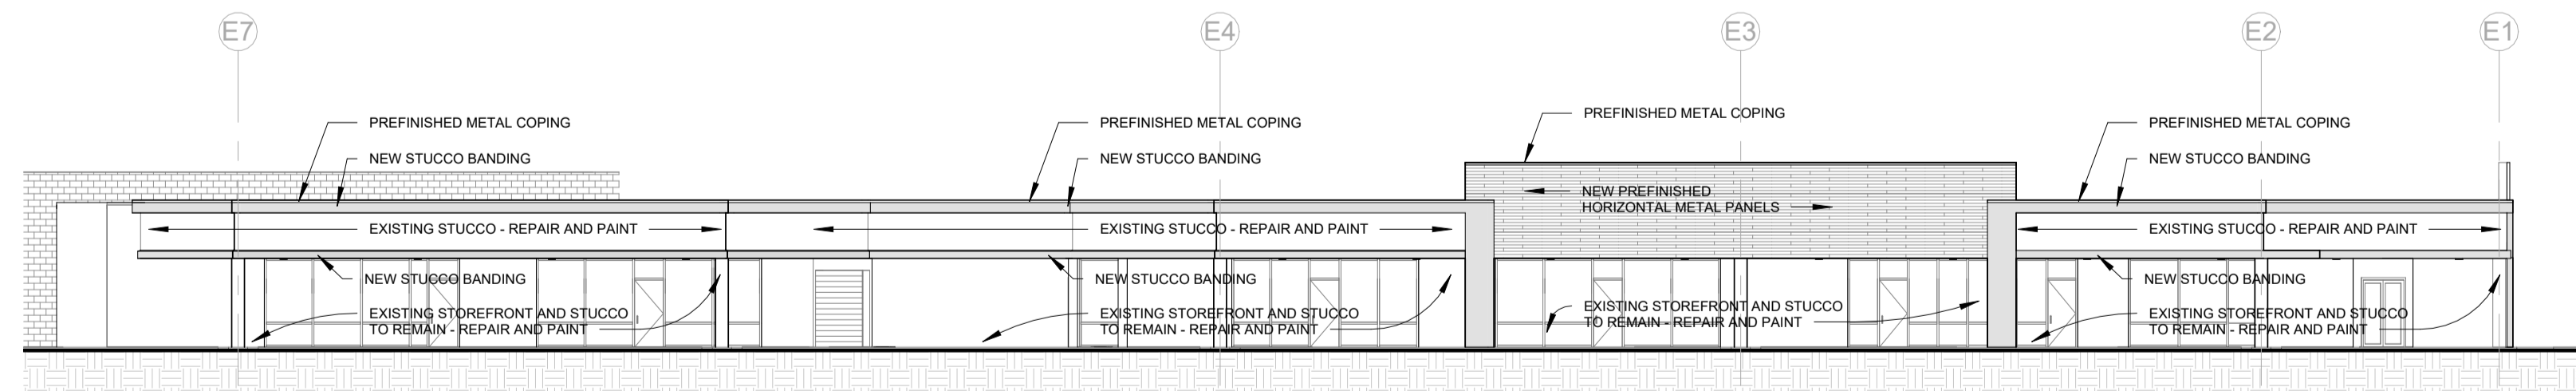 E7
E4
E3
E2
E1
PREFINISHED METAL COPING
NEW STUCCO BANDING
EXISTING STUCCO - REPAIR AND PAINT
NEW STUCCO BANDING
EXISTING STOREFRONT AND STUCCO
TO REMAIN - REPAIR AND PAINT
PREFINISHED METAL COPING
NEW STUCCO BANDING
EXISTING STUCCO - REPAIR AND PAINT
NEW STUCCO BANDING
EXISTING STOREFRONT AND STUCCO
TO REMAIN - REPAIR AND PAINT
PREFINISHED METAL COPING
NEW PREFINISHED
HORIZONTAL METAL PANELS
EXISTING STOREFRONT AND STUCCO
TO REMAIN - REPAIR AND PAINT
PREFINISHED METAL COPING
NEW STUCCO BANDING
EXISTING STUCCO - REPAIR AND PAINT
NEW STUCCO BANDING
EXISTING STOREFRONT AND STUCCO
TO REMAIN - REPAIR AND PAINT